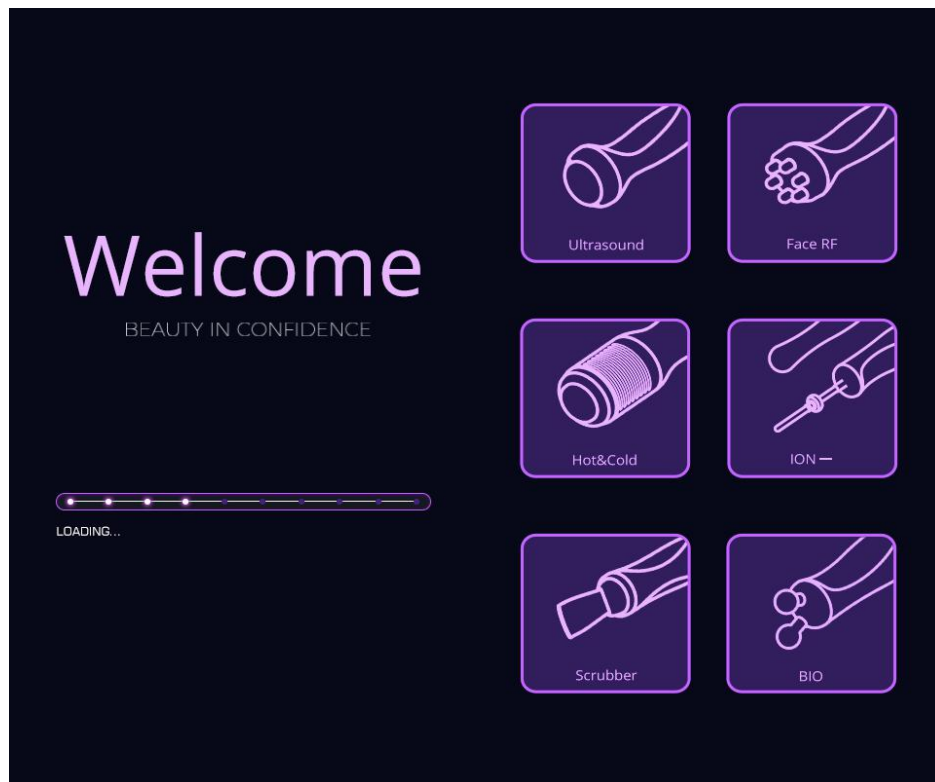 Welcome
BEAUTY IN CONFIDENCE
LOADING...
Ultrasound
Face RF
Hot&Cold
ION —
Scrubber
BIO